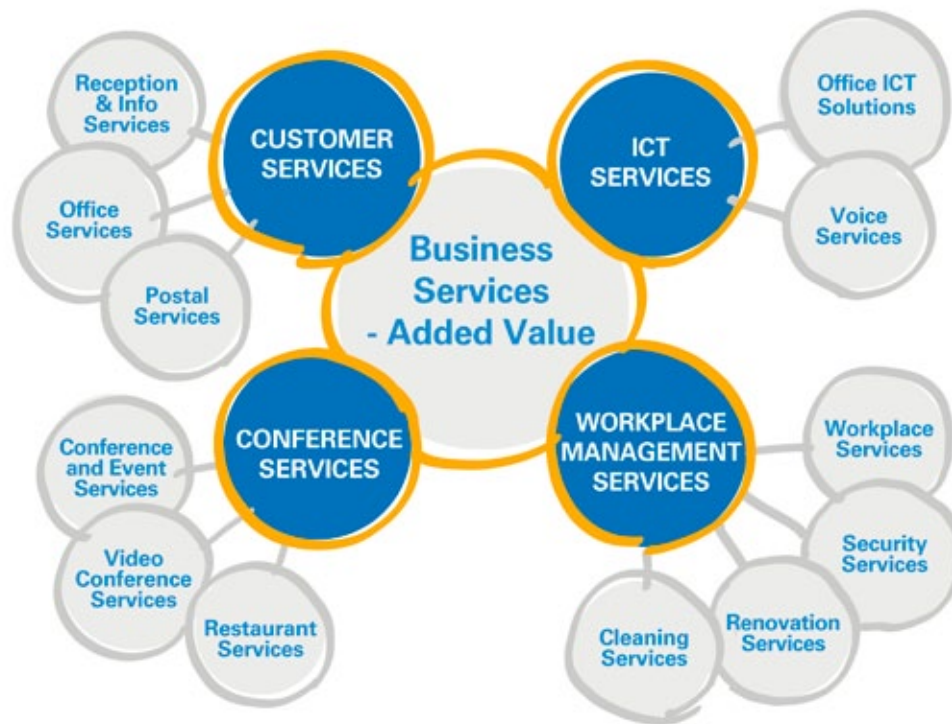 Reception
& Info
Services
CUSTOMER
SERVICES
Office
Services
Postal
Services
ICT
SERVICES
Office ICT
Solutions
Voice
Services
Business
Services
- Added Value
CONFERENCE
SERVICES
Conference
and Event
Services
Video
Conference
Services
Restaurant
Services
WORKPLACE
MANAGEMENT
SERVICES
Workplace
Services
Security
Services
Renovation
Services
Cleaning
Services